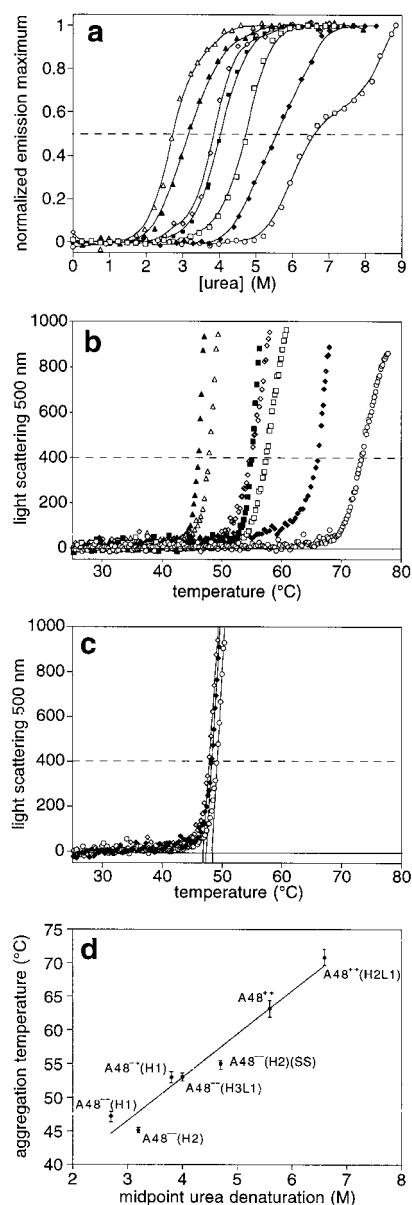 a
normalized emission maximum
1
0.8
0.6
0.4
0.2
0
0 1 2 3 4 5 6 7 8 9
[urea] (M)
b
light scattering 500 nm
1000
800
600
400
200
0
30 40 50 60 70 80
temperature (°C)
c
light scattering 500 nm
1000
800
600
400
200
0
30 40 50 60 70 80
temperature (°C)
d
aggregation temperature (°C)
75
70
65
60
55
50
45
40
A48⁺⁺(H2L1)
A48⁺⁺
A48⁻⁺(H1)
A48⁻⁻(H2)(SS)
A48⁻⁻(H3L1)
A48⁻⁻(H1)
A48⁻⁻(H2)
2 3 4 5 6 7 8
midpoint urea denaturation (M)